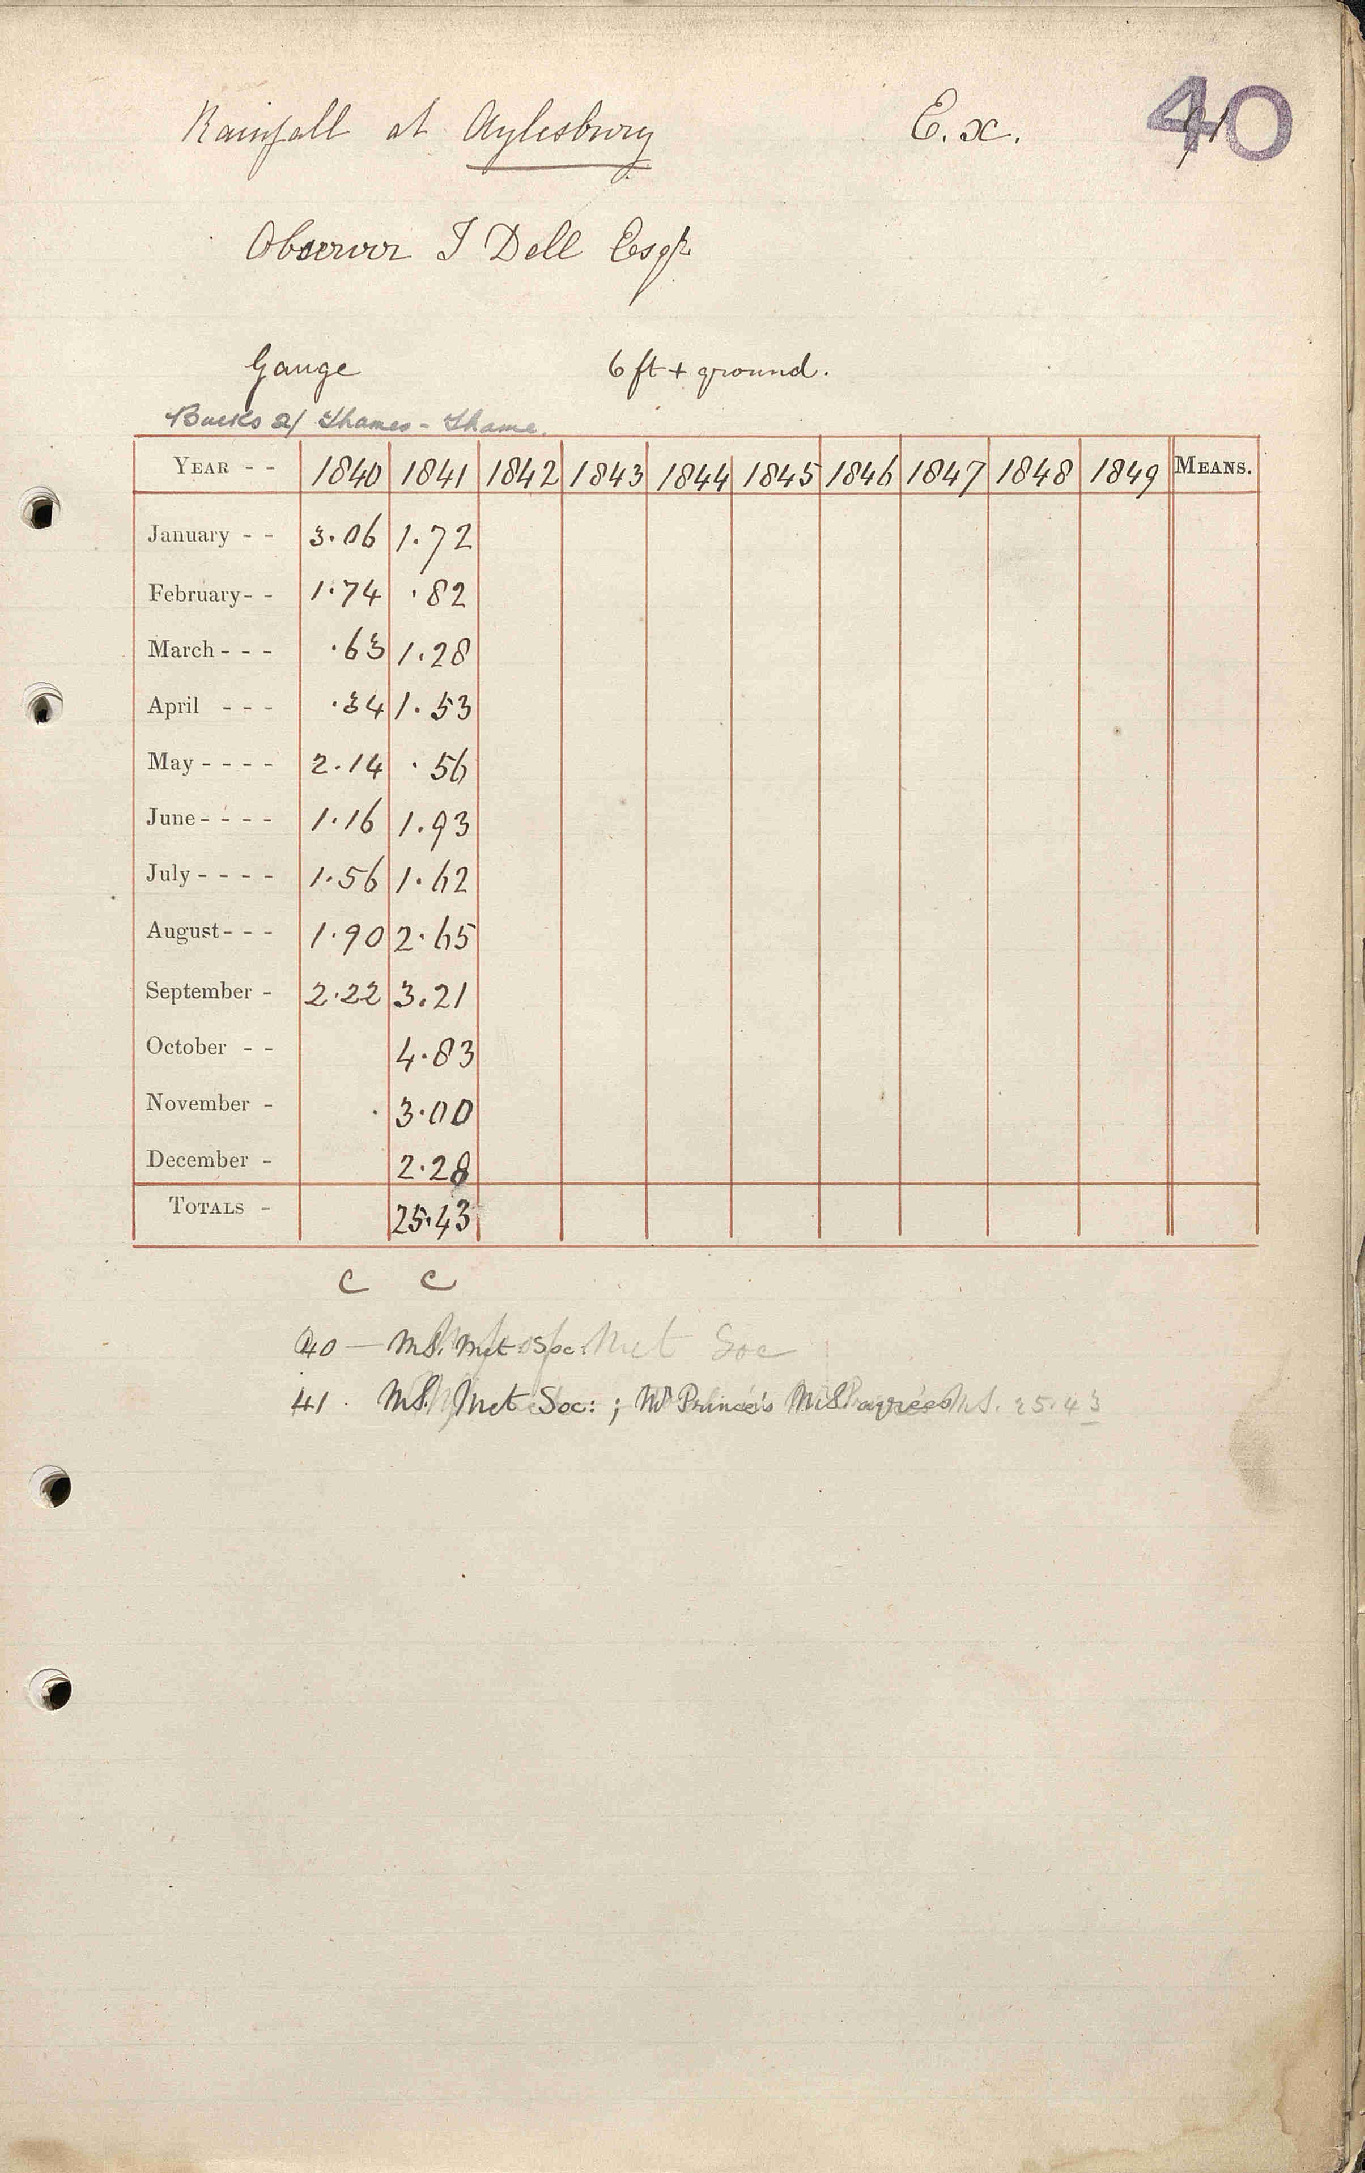 Rainfall at Aylesbury E. x. 40
Observer J Dell Esqr
Gauge 6 ft + ground.
Bucks 2/ Thames - Thame.
YEAR - - 1840 1841 1842 1843 1844 1845 1846 1847 1848 1849 MEANS.
January - - 3.06 1.72
February - - 1.74 .82
March - - - .63 1.28
April - - - .34 1.53
May - - - - 2.14 .56
June - - - - 1.16 1.93
July - - - - 1.56 1.62
August - - - 1.90 2.65
September - 2.22 3.21
October - - 4.83
November - 3.00
December - 2.28
TOTALS - 25.43
C C
40 — MS. Met. Soc. Met Soc
41. MS. Met. Soc: ; Mr Prince's MS agrees MS. 25.43